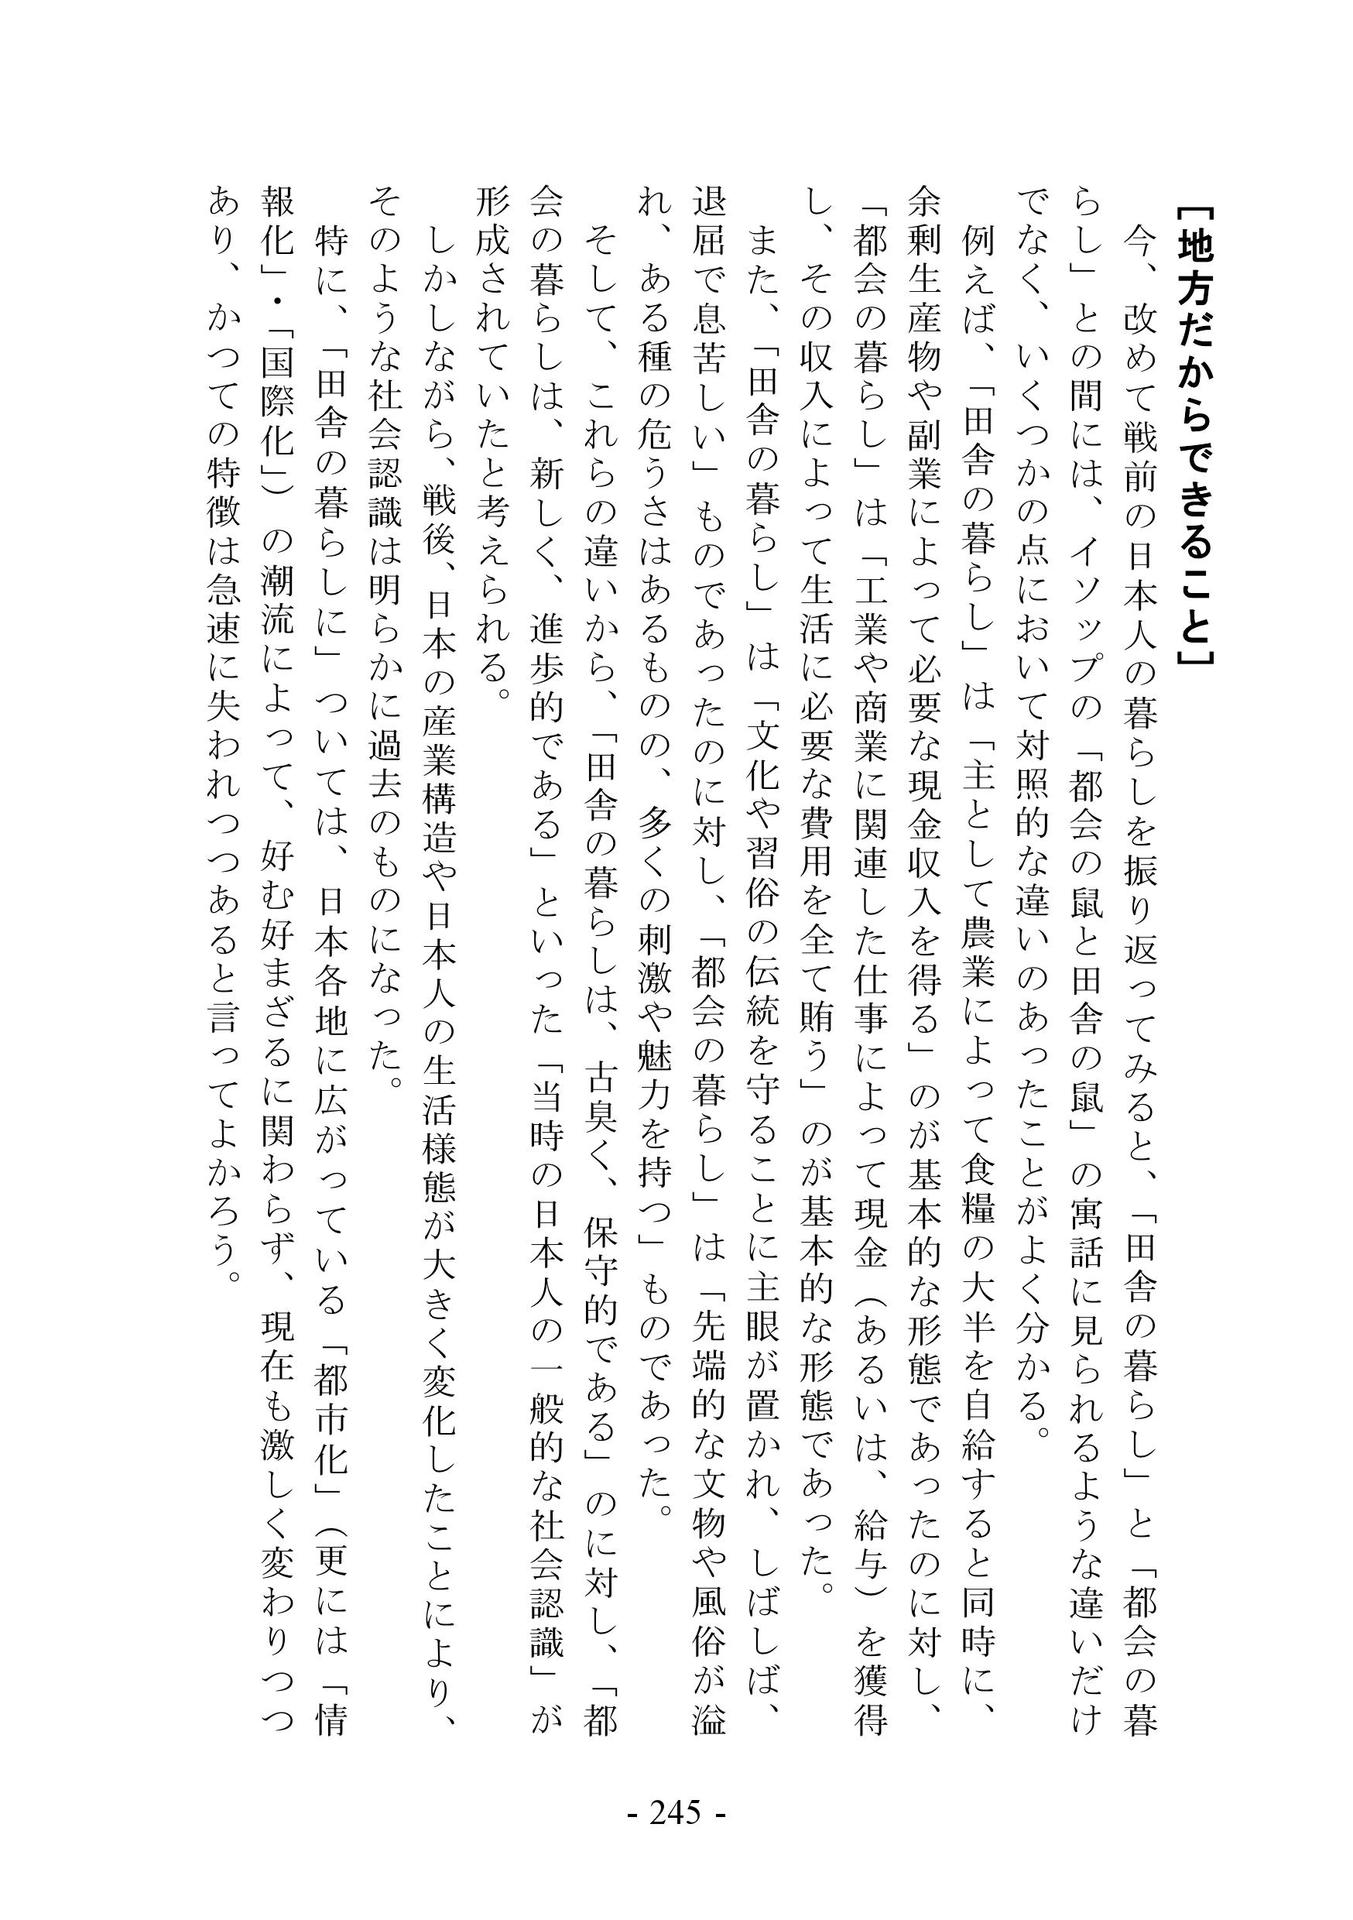 [地方だからできること]
　今、改めて戦前の日本人の暮らしを振り返ってみると、「田舎の暮らし」と「都会の暮
らし」との間には、イソップの「都会の鼠と田舎の鼠」の寓話に見られるような違いだけ
でなく、いくつかの点において対照的な違いのあったことがよく分かる。
　例えば、「田舎の暮らし」は「主として農業によって食糧の大半を自給すると同時に、
余剰生産物や副業によって必要な現金収入を得る」のが基本的な形態であったのに対し、
「都会の暮らし」は「工業や商業に関連した仕事によって現金（あるいは、給与）を獲得
し、その収入によって生活に必要な費用を全て賄う」のが基本的な形態であった。
　また、「田舎の暮らし」は「文化や習俗の伝統を守ることに主眼が置かれ、しばしば、
退屈で息苦しい」ものであったのに対し、「都会の暮らし」は「先端的な文物や風俗が溢
れ、ある種の危うさはあるものの、多くの刺激や魅力を持つ」ものであった。
　そして、これらの違いから、「田舎の暮らしは、古臭く、保守的である」のに対し、「都
会の暮らしは、新しく、進歩的である」といった「当時の日本人の一般的な社会認識」が
形成されていたと考えられる。
　しかしながら、戦後、日本の産業構造や日本人の生活様態が大きく変化したことにより、
そのような社会認識は明らかに過去のものになった。
　特に、「田舎の暮らしに」ついては、日本各地に広がっている「都市化」（更には「情
報化」・「国際化」）の潮流によって、好む好まざるに関わらず、現在も激しく変わりつつ
あり、かつての特徴は急速に失われつつあると言ってよかろう。
- 245 -